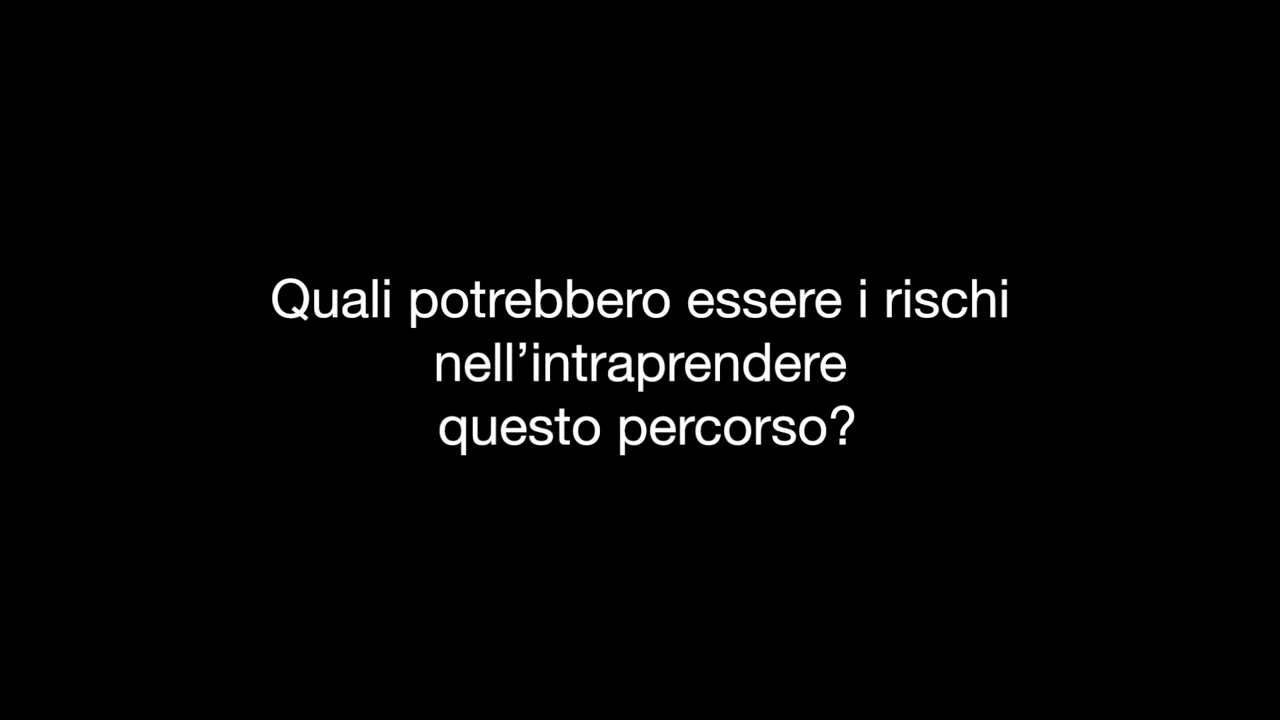 Quali potrebbero essere i rischi
nell’intraprendere
questo percorso?